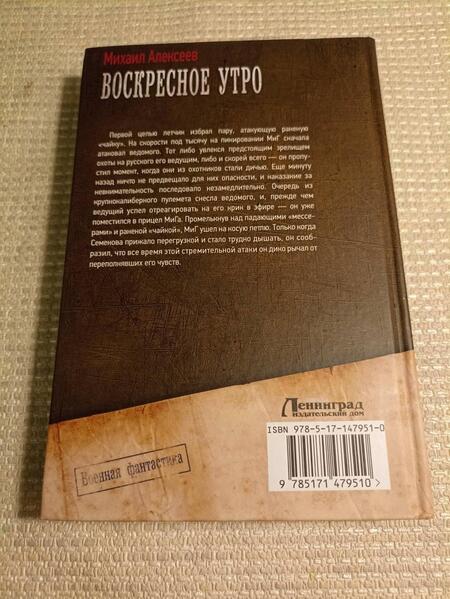 Михаил Алексеев
ВОСКРЕСНОЕ УТРО
Первой целью летчик избрал пару, атакующую раненую
«чайку». На скорости под тысячу на пикировании МиГ сначала
атаковал ведомого. Тот либо увлекся предстоящим зрелищем
охоты на русского его ведущим, либо и скорей всего — он пропу-
стил момент, когда они из охотников стали дичью. Еще минуту
назад ничто не предвещало для них опасности, и наказание за
невнимательность последовало незамедлительно. Очередь из
крупнокалиберного пулемета снесла ведомого, и, прежде чем
ведущий успел отреагировать на его крик в эфире — он уже
поместился в прицел МиГа. Промелькнув над падающими «мессе-
рами» и раненой «чайкой», МиГ ушел на косую петлю. Только когда
Семенова прижало перегрузкой и стало трудно дышать, он сооб-
разил, что все время этой стремительной атаки он дико рычал от
переполнявших его чувств.
Ленинград
издательский дом
ISBN 978-5-17-147951-0
9 785171 479510 >
Военная фантастика